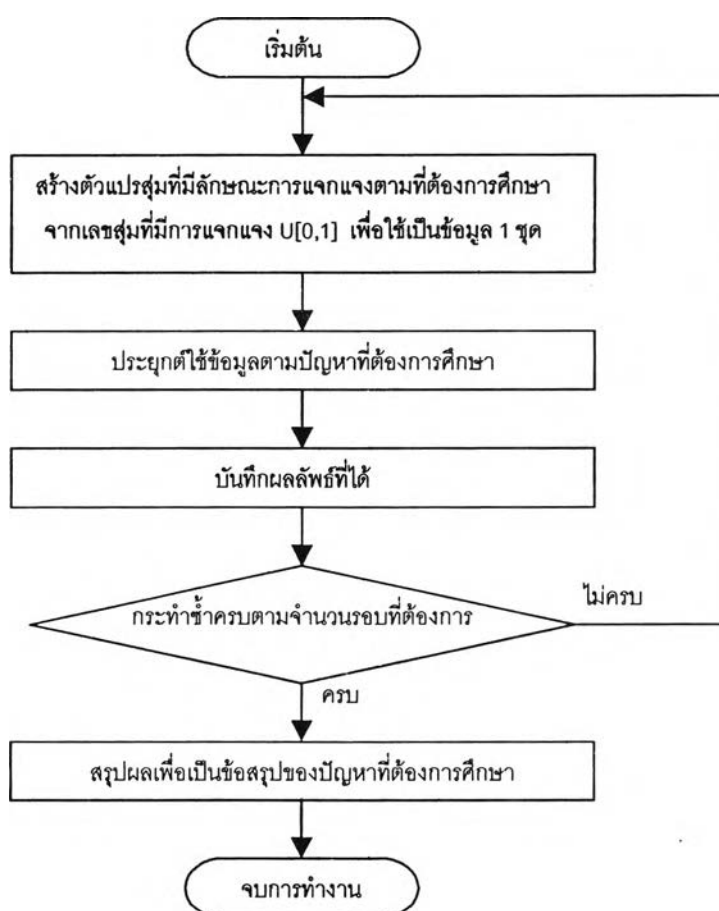 เริ่มต้น
สร้างตัวแปรสุ่มที่มีลักษณะการแจกแจงตามที่ต้องการศึกษา
จากเลขสุ่มที่มีการแจกแจง U[0,1] เพื่อใช้เป็นข้อมูล 1 ชุด
ประยุกต์ใช้ข้อมูลตามปัญหาที่ต้องการศึกษา
บันทึกผลลัพธ์ที่ได้
กระทำซ้ำครบตามจำนวนรอบที่ต้องการ
ไม่ครบ
ครบ
สรุปผลเพื่อเป็นข้อสรุปของปัญหาที่ต้องการศึกษา
จบการทำงาน